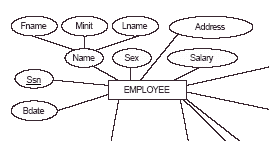 Fname Minit Lname Address
Name Sex Salary
Ssn
EMPLOYEE
Bdate